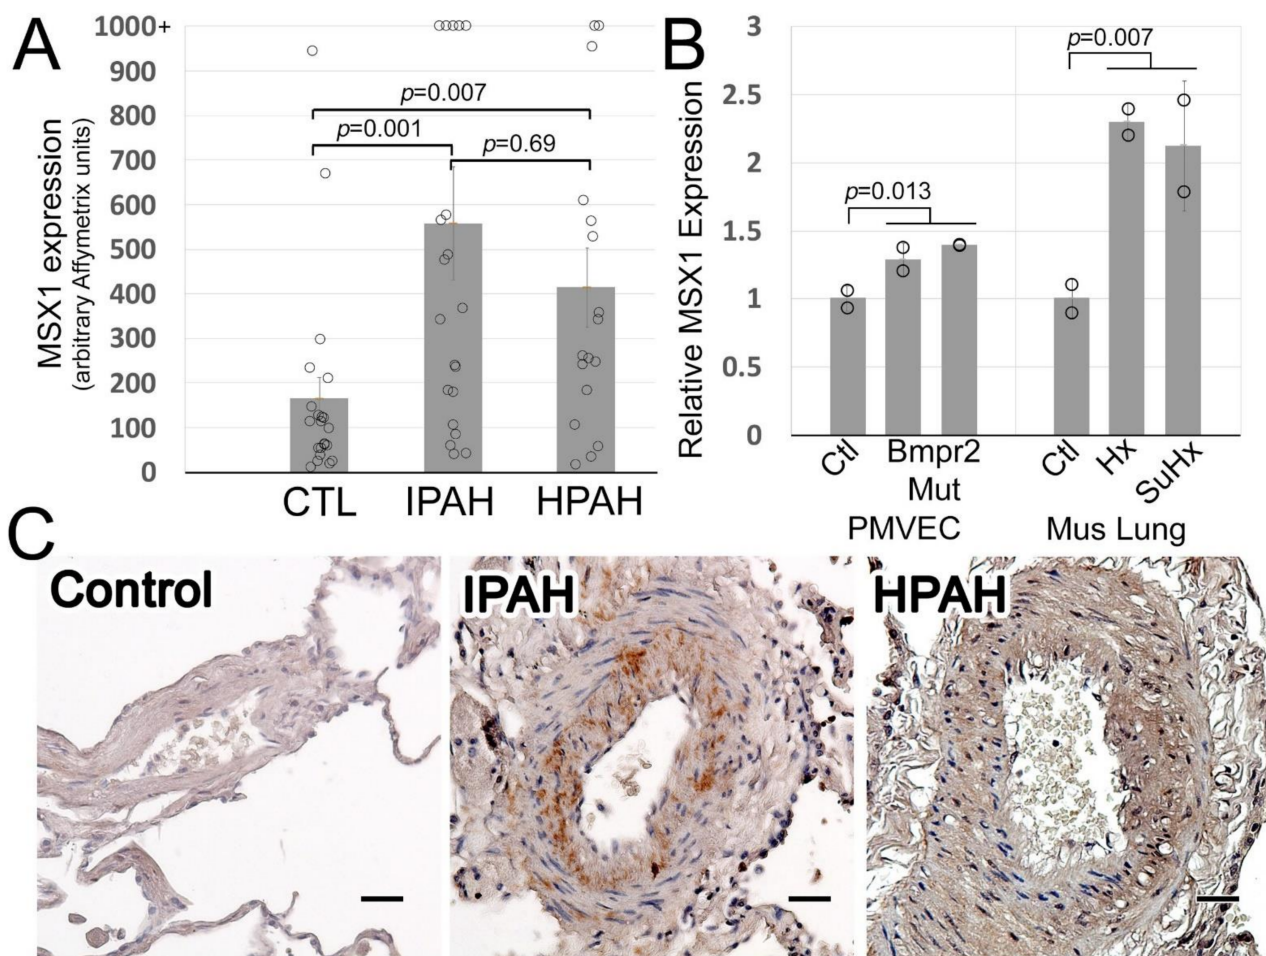 A
MSX1 expression
(arbitrary Affymetrix units)
1000+
900
800
700
600
500
400
300
200
100
0
p=0.007
p=0.001
p=0.69
CTL IPAH HPAH
B
Relative MSX1 Expression
3
2.5
2
1.5
1
0.5
0
p=0.013
p=0.007
Ctl Bmpr2 Mut
PMVEC
Ctl Hx SuHx
Mus Lung
C
Control
IPAH
HPAH